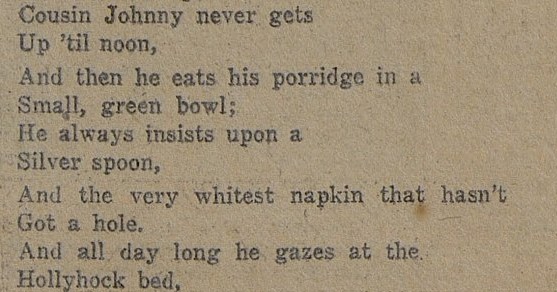 Cousin Johnny never gets
Up 'til noon,
And then he eats his porridge in a
Small, green bowl;
He always insists upon a
Silver spoon,
And the very whitest napkin that hasn't
Got a hole.
And all day long he gazes at the
Hollyhock bed,